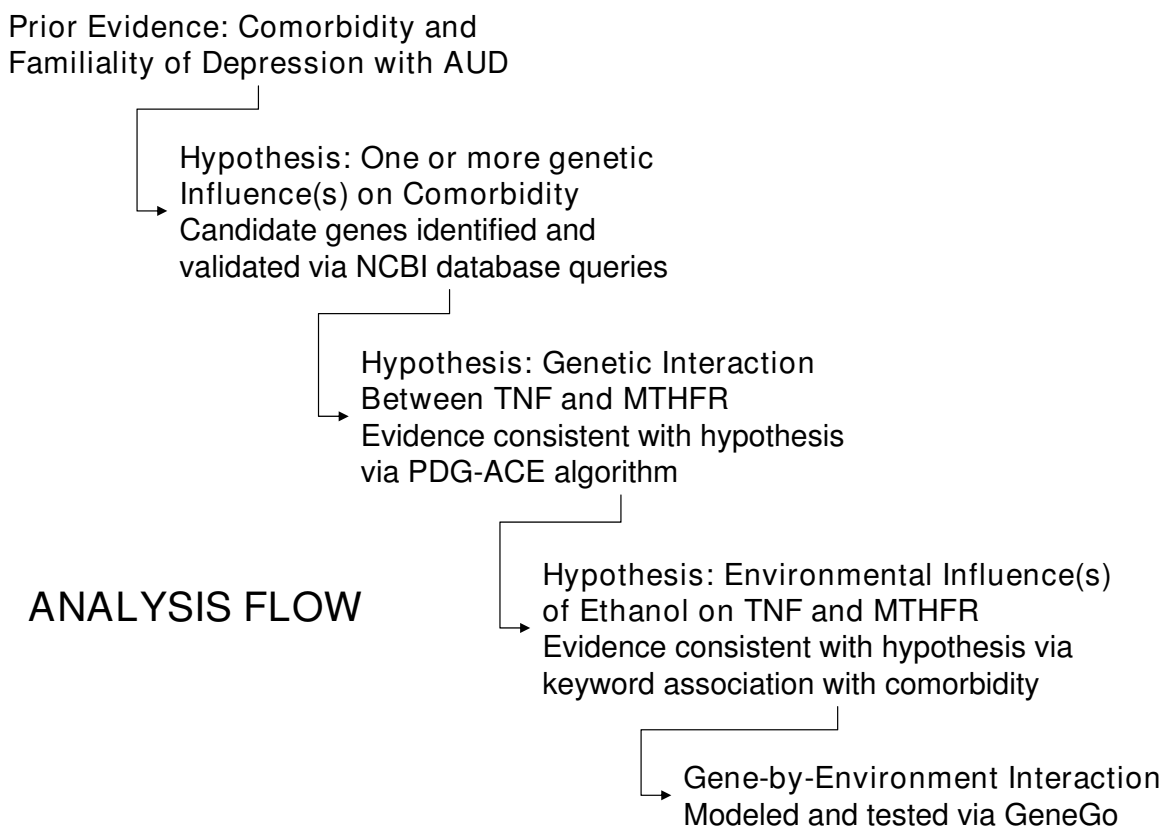 Prior Evidence: Comorbidity and
Familiality of Depression with AUD
Hypothesis: One or more genetic
Influence(s) on Comorbidity
Candidate genes identified and
validated via NCBI database queries
Hypothesis: Genetic Interaction
Between TNF and MTHFR
Evidence consistent with hypothesis
via PDG-ACE algorithm
ANALYSIS FLOW
Hypothesis: Environmental Influence(s)
of Ethanol on TNF and MTHFR
Evidence consistent with hypothesis via
keyword association with comorbidity
Gene-by-Environment Interaction
Modeled and tested via GeneGo